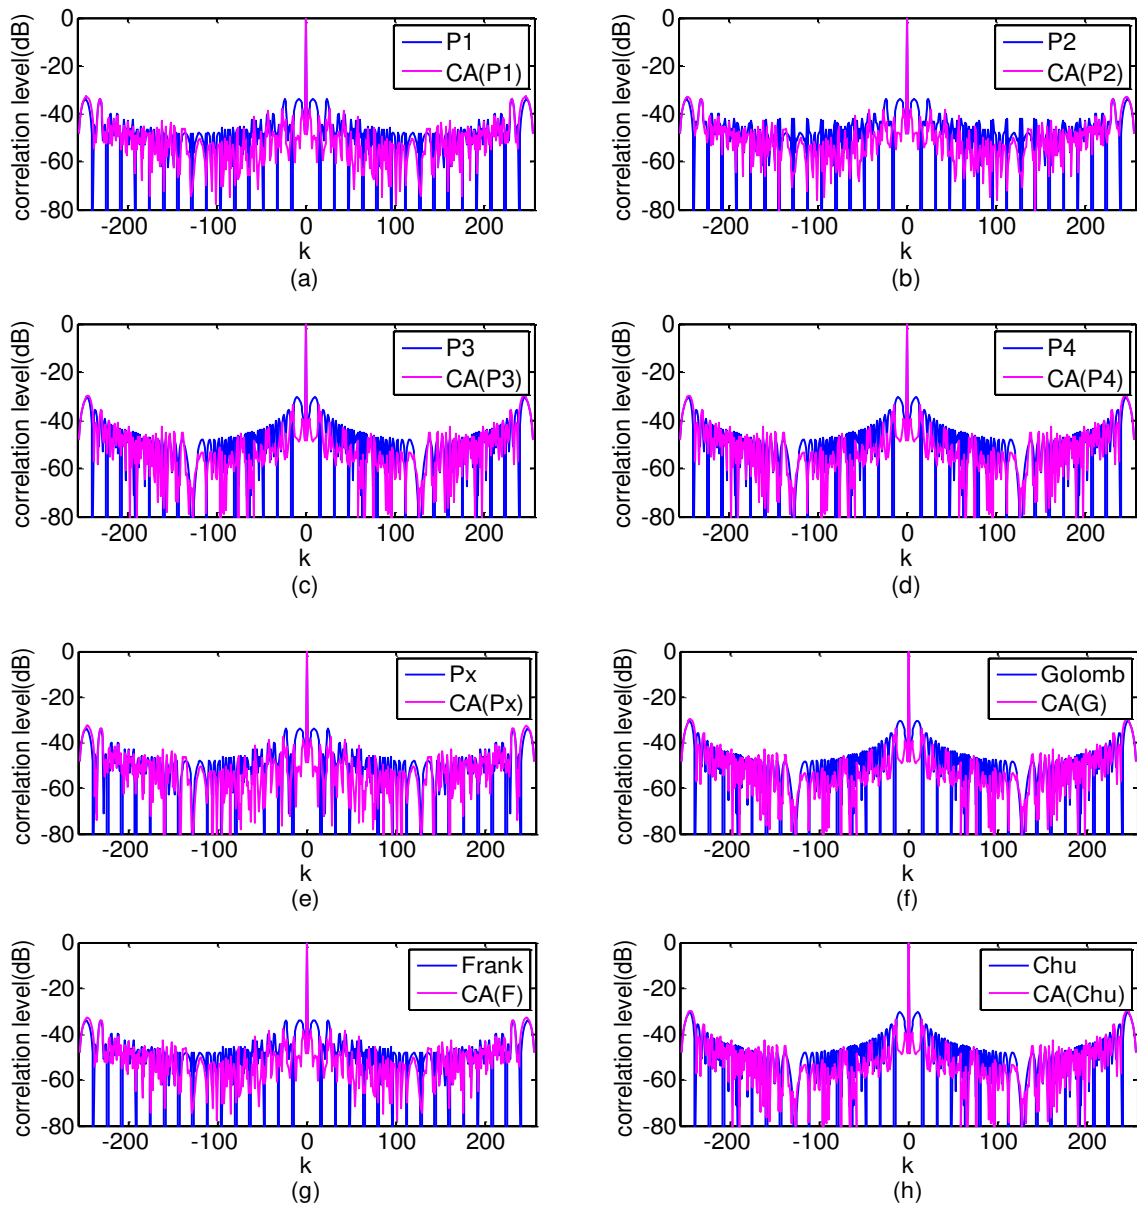 correlation level(dB)
0
-20
-40
-60
-80
P1
CA(P1)
-200
-100
0
100
200
k
(a)
correlation level(dB)
0
-20
-40
-60
-80
P2
CA(P2)
-200
-100
0
100
200
k
(b)
correlation level(dB)
0
-20
-40
-60
-80
P3
CA(P3)
-200
-100
0
100
200
k
(c)
correlation level(dB)
0
-20
-40
-60
-80
P4
CA(P4)
-200
-100
0
100
200
k
(d)
correlation level(dB)
0
-20
-40
-60
-80
Px
CA(Px)
-200
-100
0
100
200
k
(e)
correlation level(dB)
0
-20
-40
-60
-80
Golomb
CA(G)
-200
-100
0
100
200
k
(f)
correlation level(dB)
0
-20
-40
-60
-80
Frank
CA(F)
-200
-100
0
100
200
k
(g)
correlation level(dB)
0
-20
-40
-60
-80
Chu
CA(Chu)
-200
-100
0
100
200
k
(h)